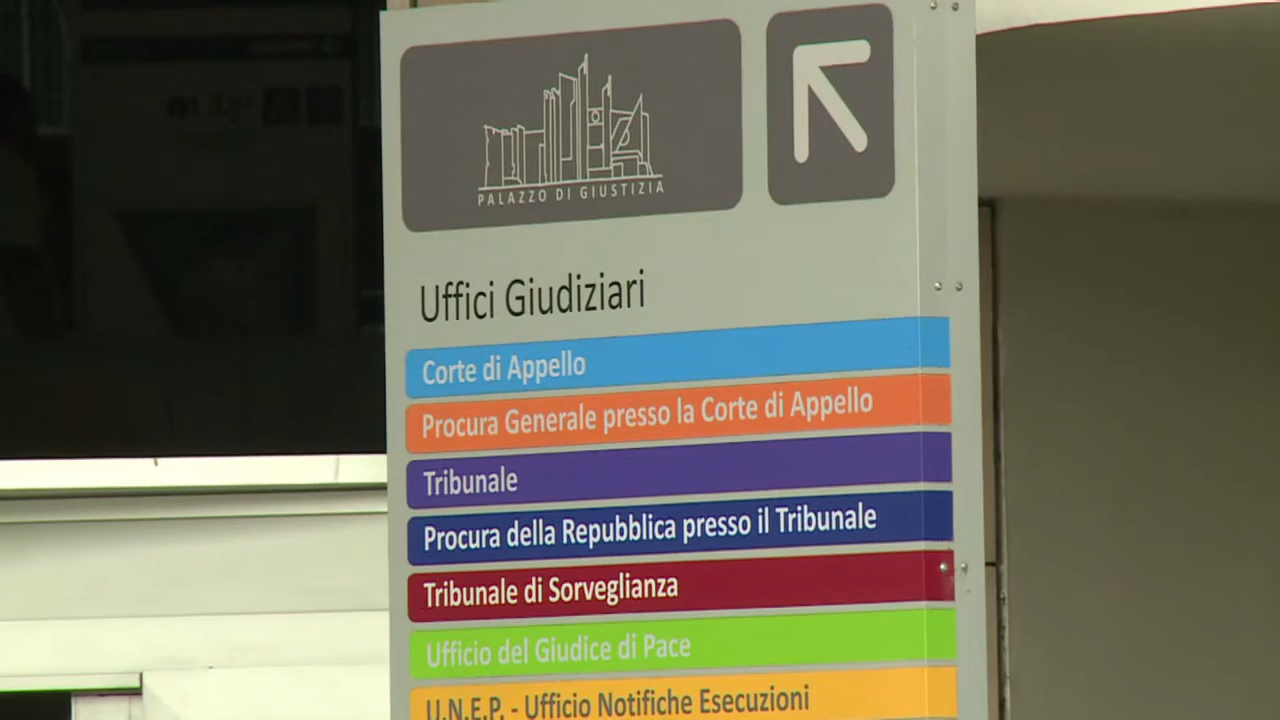 PALAZZO DI GIUSTIZIA
Uffici Giudiziari
Corte di Appello
Procura Generale presso la Corte di Appello
Tribunale
Procura della Repubblica presso il Tribunale
Tribunale di Sorveglianza
Ufficio del Giudice di Pace
U.N.E.P. - Ufficio Notifiche Esecuzioni